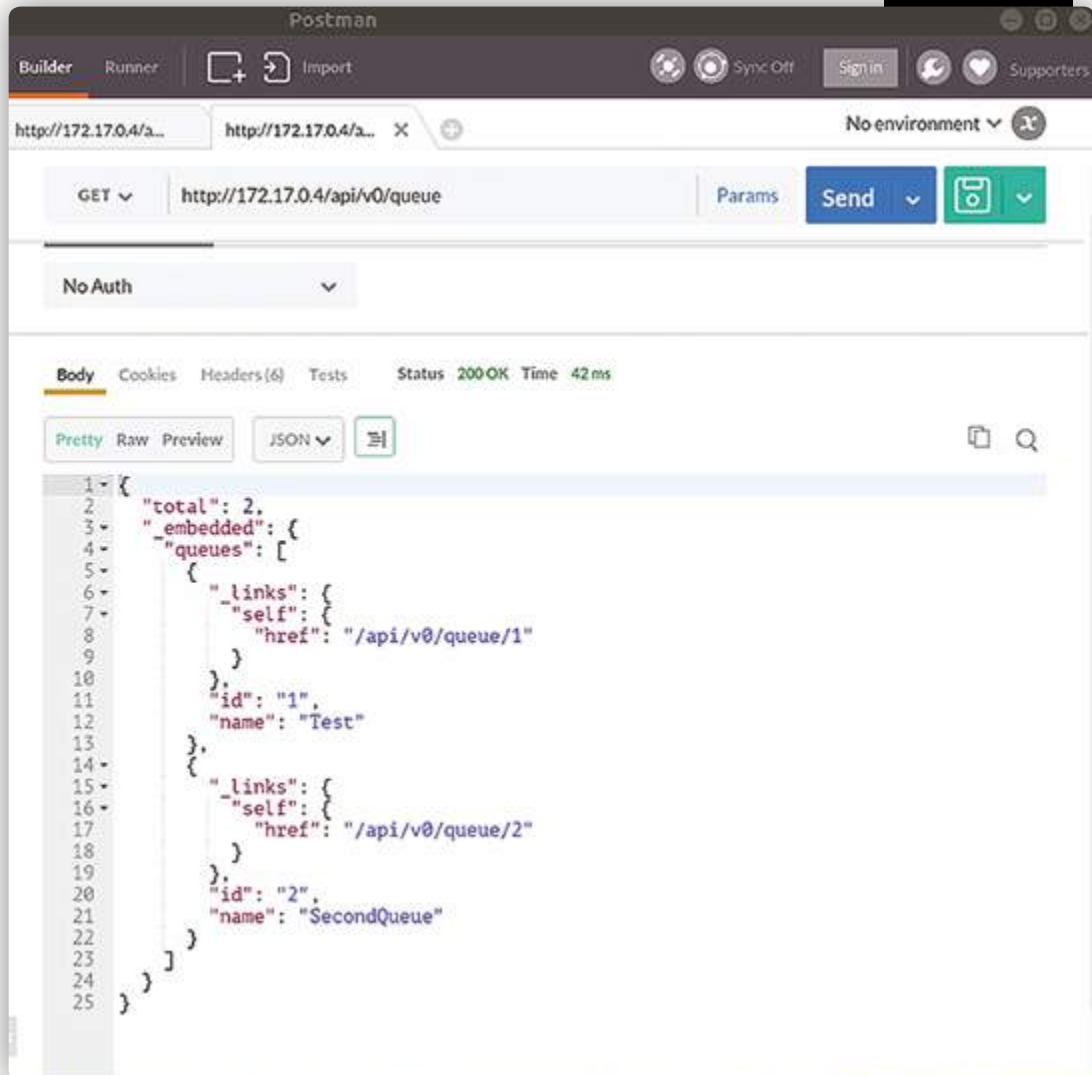 Postman
Builder Runner Import Sync Off Sign in Supporters
http://172.17.0.4/a... http://172.17.0.4/a... No environment
GET http://172.17.0.4/api/v0/queue Params Send
No Auth
Body Cookies Headers (6) Tests Status 200 OK Time 42 ms
Pretty Raw Preview JSON
1 {
2 "total": 2,
3 "_embedded": {
4 "queues": [
5 {
6 "_links": {
7 "self": {
8 "href": "/api/v0/queue/1"
9 }
10 },
11 "id": "1",
12 "name": "Test"
13 },
14 {
15 "_links": {
16 "self": {
17 "href": "/api/v0/queue/2"
18 }
19 },
20 "id": "2",
21 "name": "SecondQueue"
22 }
23 ]
24 }
25 }